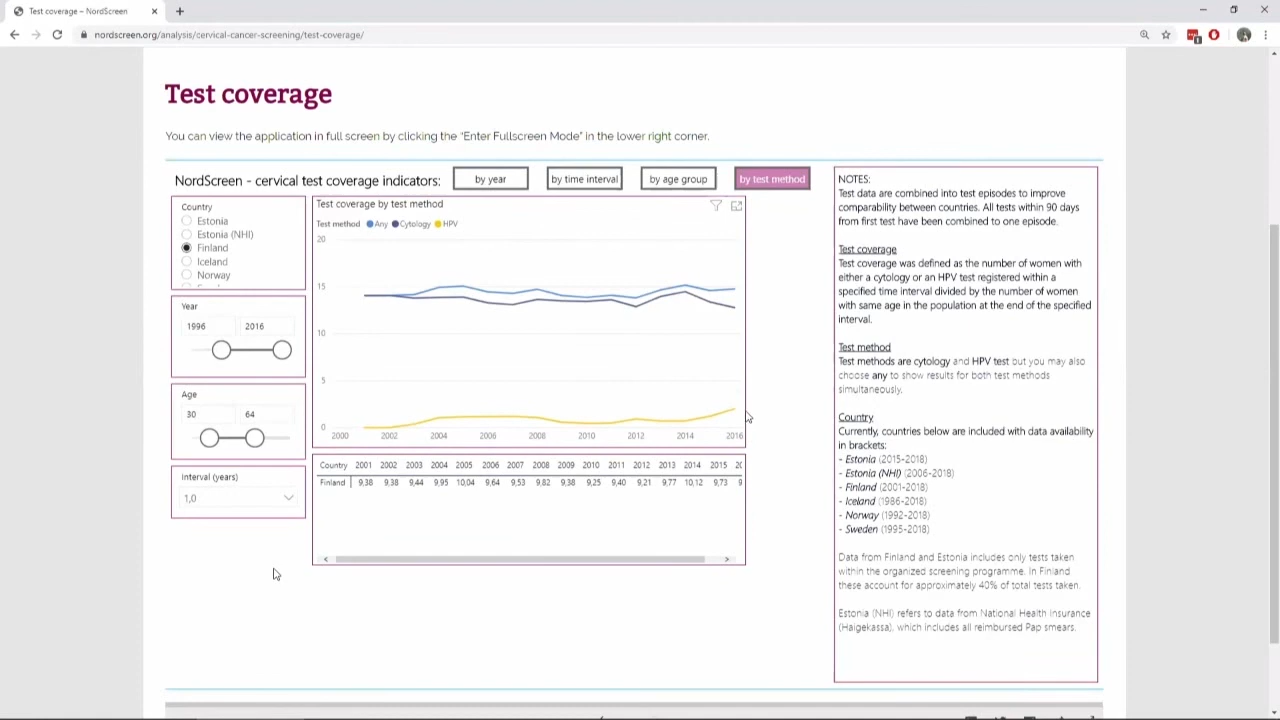 Test coverage – NordScreen
nordscreen.org/analysis/cervical-cancer-screening/test-coverage/
Test coverage
You can view the application in full screen by clicking the "Enter Fullscreen Mode" in the lower right corner.
NordScreen - cervical test coverage indicators:
by year
by time interval
by age group
by test method
Country
Estonia
Estonia (NHI)
Finland
Iceland
Norway
Year
1996 2016
Age
30 64
Interval (years)
1,0
Test coverage by test method
Test method Any Cytology HPV
20
15
10
5
0
2000 2002 2004 2006 2008 2010 2012 2014 2016
Country 2001 2002 2003 2004 2005 2006 2007 2008 2009 2010 2011 2012 2013 2014 2015
Finland 9,38 9,38 9,44 9,95 10,04 9,64 9,53 9,82 9,38 9,25 9,40 9,21 9,77 10,12 9,73
NOTES:
Test data are combined into test episodes to improve
comparability between countries. All tests within 90 days
from first test have been combined to one episode.
Test coverage
Test coverage was defined as the number of women with
either a cytology or an HPV test registered within a
specified time interval divided by the number of women
with same age in the population at the end of the specified
interval.
Test method
Test methods are cytology and HPV test but you may also
choose any to show results for both test methods
simultaneously.
Country
Currently, countries below are included with data availability
in brackets:
- Estonia (2015-2018)
- Estonia (NHI) (2006-2018)
- Finland (2001-2018)
- Iceland (1986-2018)
- Norway (1992-2018)
- Sweden (1995-2018)
Data from Finland and Estonia includes only tests taken
within the organized screening programme. In Finland
these account for approximately 40% of total tests taken.
Estonia (NHI) refers to data from National Health Insurance
(Haigekassa), which includes all reimbursed Pap smears.